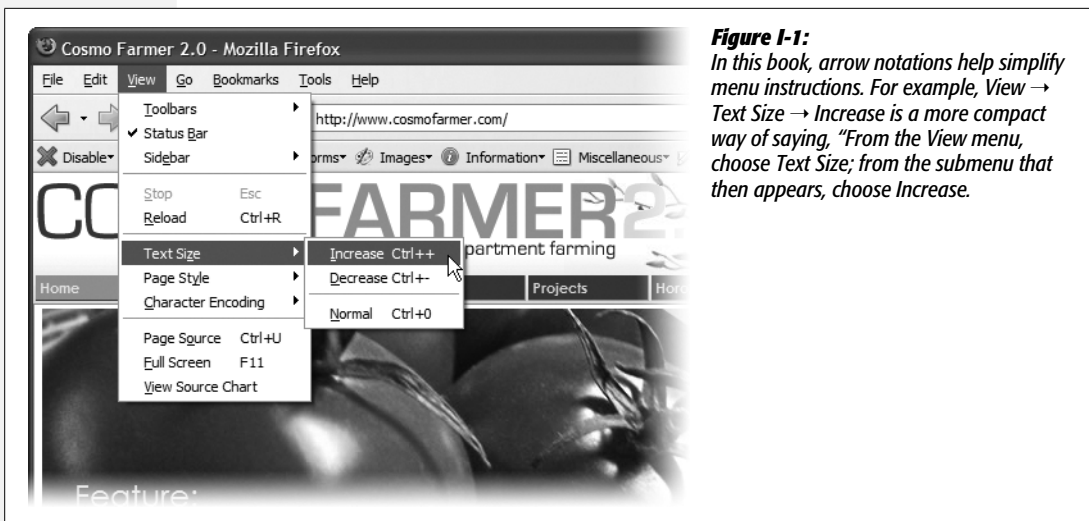 Cosmo Farmer 2.0 - Mozilla Firefox
File Edit View Go Bookmarks Tools Help
Toolbars
http://www.cosmofarmer.com/
Status Bar
Disable
Images Information Miscellaneous
Sidebar
Stop Esc
Reload Ctrl+R
FARMER2
partment farming
Text Size
Increase Ctrl++
Page Style
Decrease Ctrl+-
Character Encoding
Normal Ctrl+0
Home
Projects
Page Source Ctrl+U
Full Screen F11
View Source Chart
Feature:
Figure I-1:
In this book, arrow notations help simplify
menu instructions. For example, View →
Text Size → Increase is a more compact
way of saying, “From the View menu,
choose Text Size; from the submenu that
then appears, choose Increase.